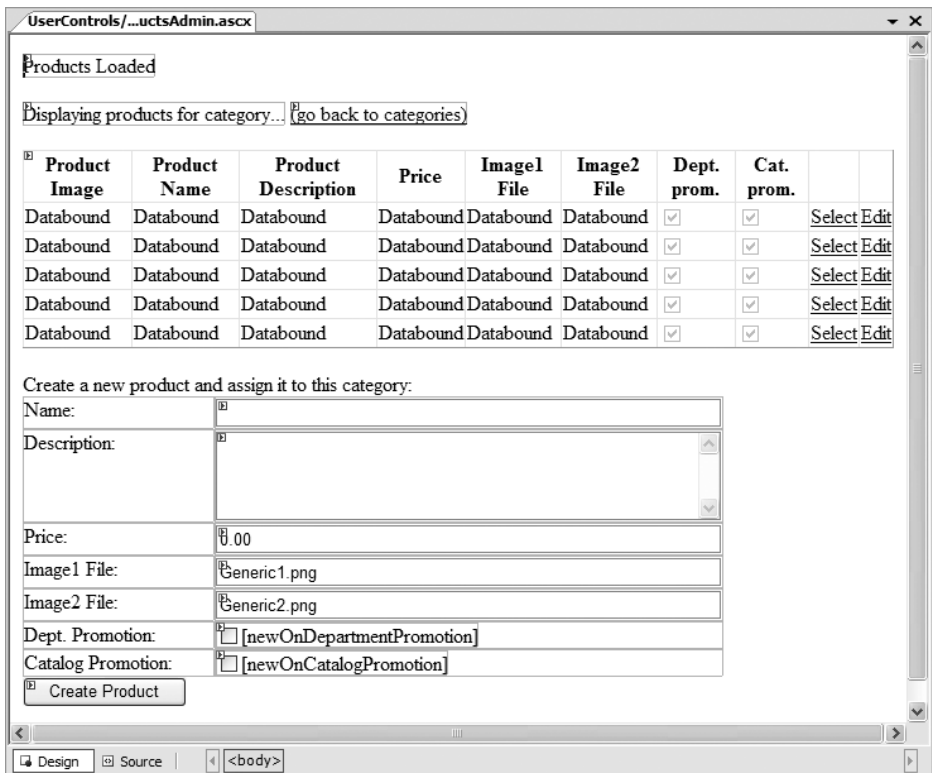 UserControls/...uctsAdmin.ascx
Products Loaded
Displaying products for category... (go back to categories)
Product Image Product Name Product Description Price Image1 File Image2 File Dept. prom. Cat. prom.
Databound Databound Databound Databound Databound Databound Select Edit
Databound Databound Databound Databound Databound Databound Select Edit
Databound Databound Databound Databound Databound Databound Select Edit
Databound Databound Databound Databound Databound Databound Select Edit
Databound Databound Databound Databound Databound Databound Select Edit
Create a new product and assign it to this category:
Name:
Description:
Price: 0.00
Image1 File: Generic1.png
Image2 File: Generic2.png
Dept. Promotion: [newOnDepartmentPromotion]
Catalog Promotion: [newOnCatalogPromotion]
Create Product
Design Source <body>